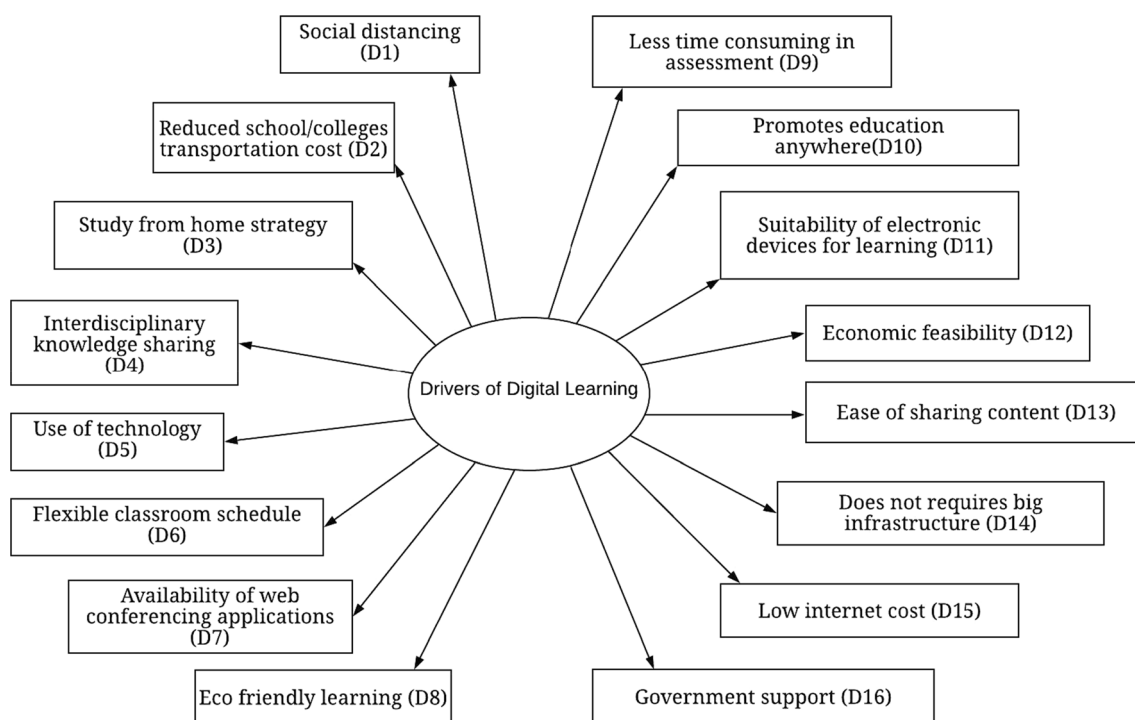 Social distancing
(D1)
Reduced school/colleges
transportation cost (D2)
Study from home strategy
(D3)
Interdisciplinary
knowledge sharing
(D4)
Use of technology
(D5)
Flexible classroom schedule
(D6)
Availability of web
conferencing applications
(D7)
Eco friendly learning (D8)
Drivers of Digital Learning
Less time consuming in
assessment (D9)
Promotes education
anywhere(D10)
Suitability of electronic
devices for learning (D11)
Economic feasibility (D12)
Ease of sharing content (D13)
Does not requires big
infrastructure (D14)
Low internet cost (D15)
Government support (D16)